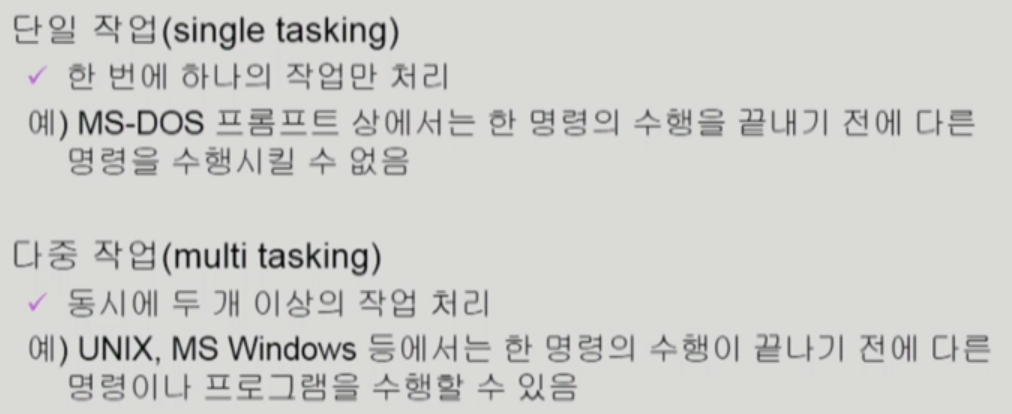 단일 작업(single tasking)
✓ 한 번에 하나의 작업만 처리
예) MS-DOS 프롬프트 상에서는 한 명령의 수행을 끝내기 전에 다른
명령을 수행시킬 수 없음
다중 작업(multi tasking)
✓ 동시에 두 개 이상의 작업 처리
예) UNIX, MS Windows 등에서는 한 명령의 수행이 끝나기 전에 다른
명령이나 프로그램을 수행할 수 있음